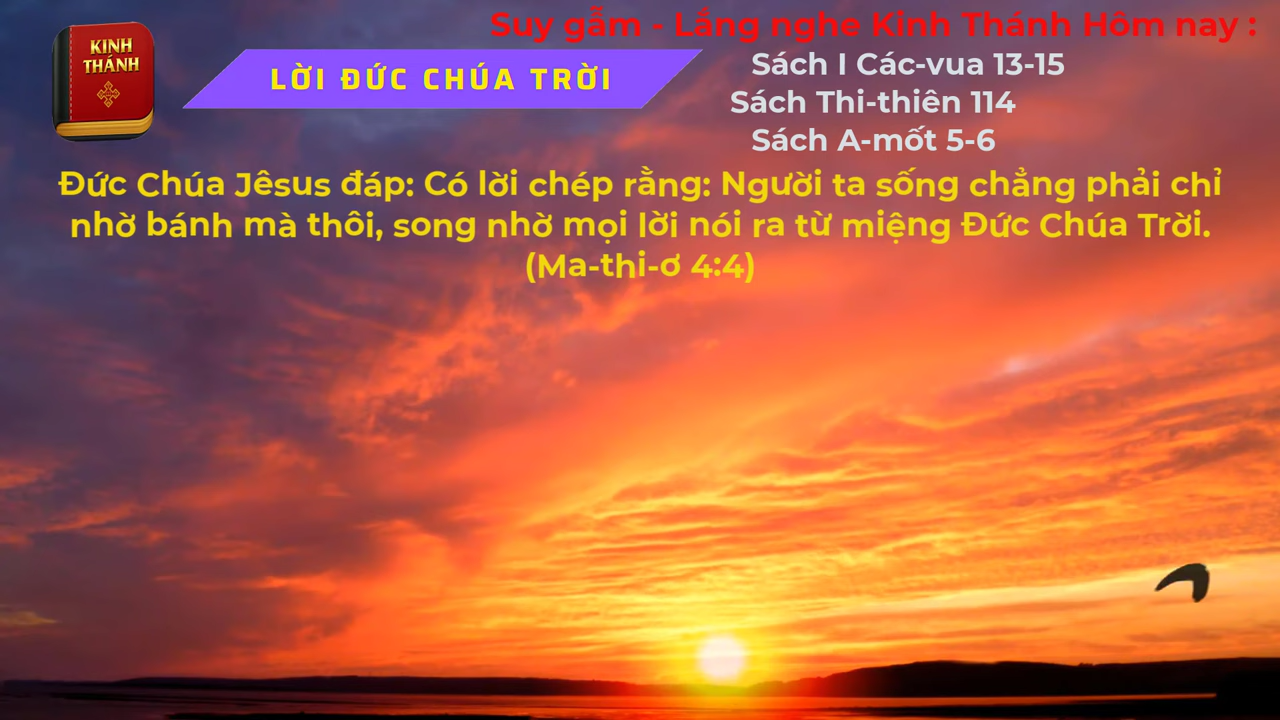 Suy gẫm - Lắng nghe Kinh Thánh Hôm nay :
KINH
THÁNH
LỜI ĐỨC CHÚA TRỜI
Sách I Các-vua 13-15
Sách Thi-thiên 114
Sách A-mốt 5-6
Đức Chúa Jêsus đáp: Có lời chép rằng: Người ta sống chẳng phải chỉ
nhờ bánh mà thôi, song nhờ mọi lời nói ra từ miệng Đức Chúa Trời.
(Ma-thi-ơ 4:4)